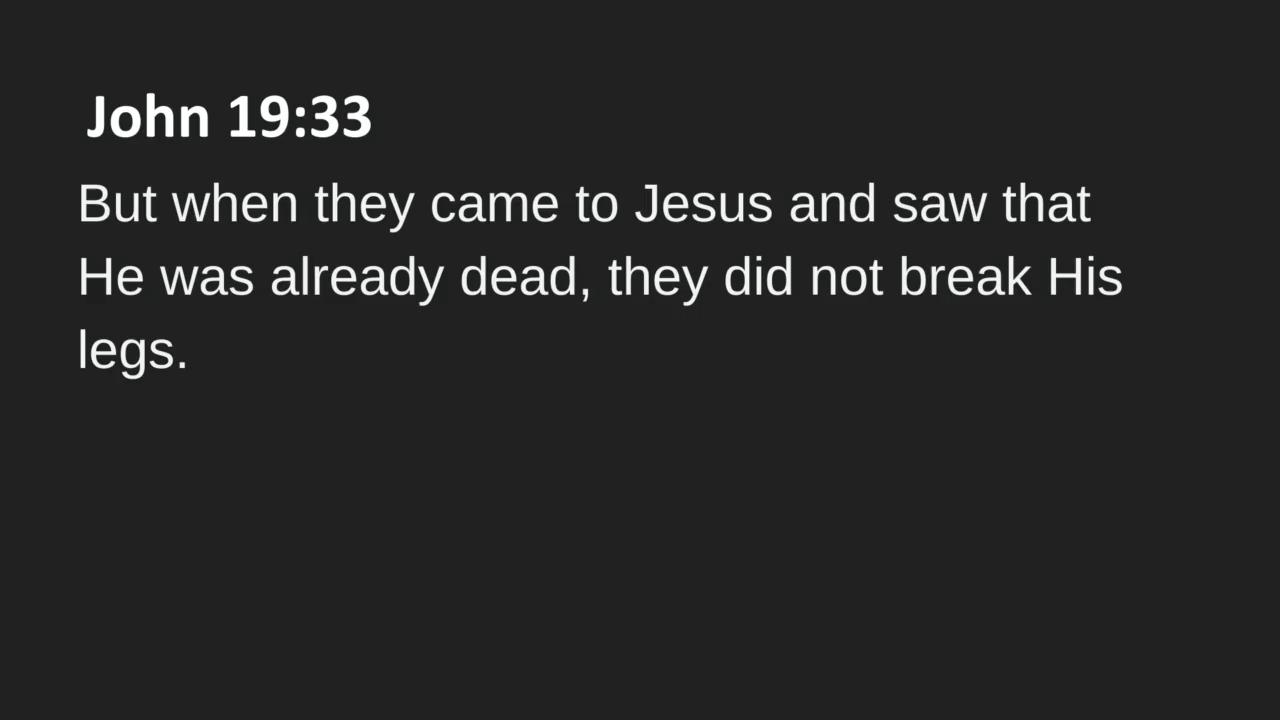 John 19:33
But when they came to Jesus and saw that
He was already dead, they did not break His
legs.